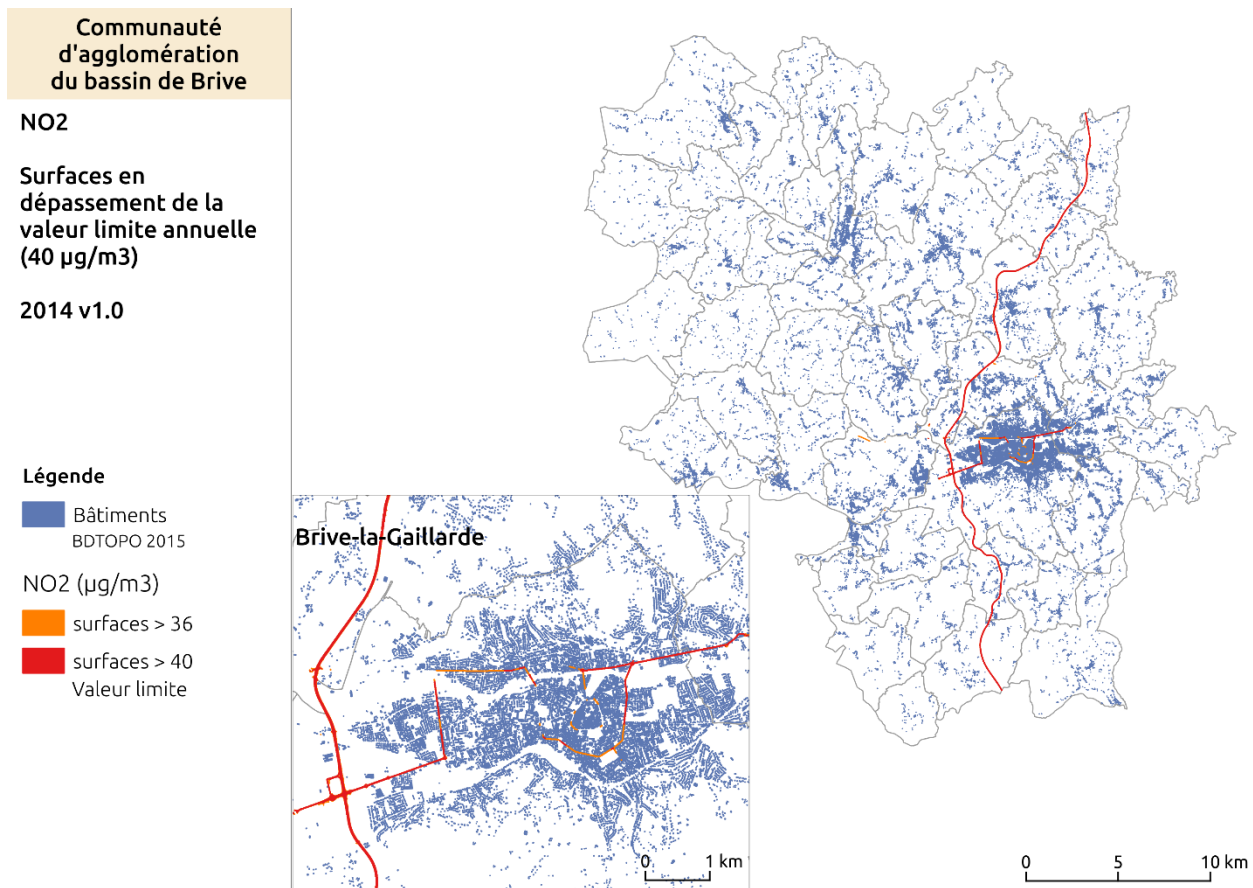 Communauté
d'agglomération
du bassin de Brive
NO2
Surfaces en
dépassement de la
valeur limite annuelle
(40 µg/m3)
2014 v1.0
Légende
Bâtiments
BDTOPO 2015
NO2 (µg/m3)
surfaces > 36
surfaces > 40
Valeur limite
Brive-la-Gaillarde
0 1 km
0 5 10 km